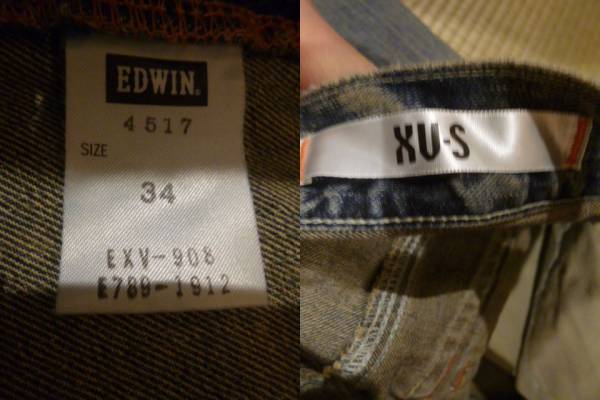 EDWIN.
4517
SIZE
34
EXV-908
E789-1912
XU-S